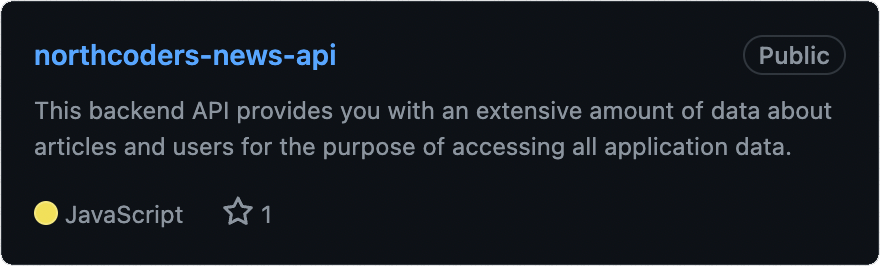 northcoders-news-api
Public
This backend API provides you with an extensive amount of data about
articles and users for the purpose of accessing all application data.
JavaScript 1